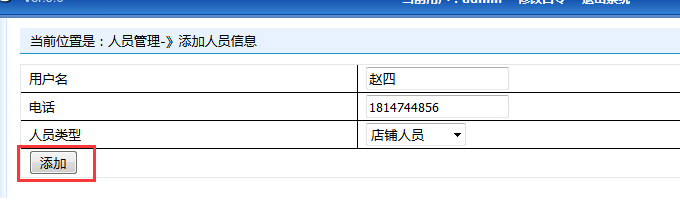 当前位置是：人员管理-》添加人员信息
用户名 赵四
电话 1814744856
人员类型 店铺人员
添加